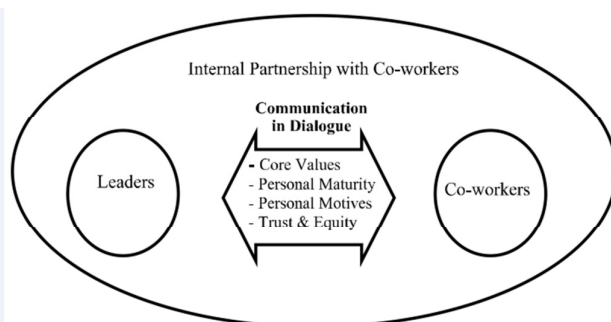 Internal Partnership with Co-workers
Communication
in Dialogue
Leaders
- Core Values
- Personal Maturity
- Personal Motives
- Trust & Equity
Co-workers